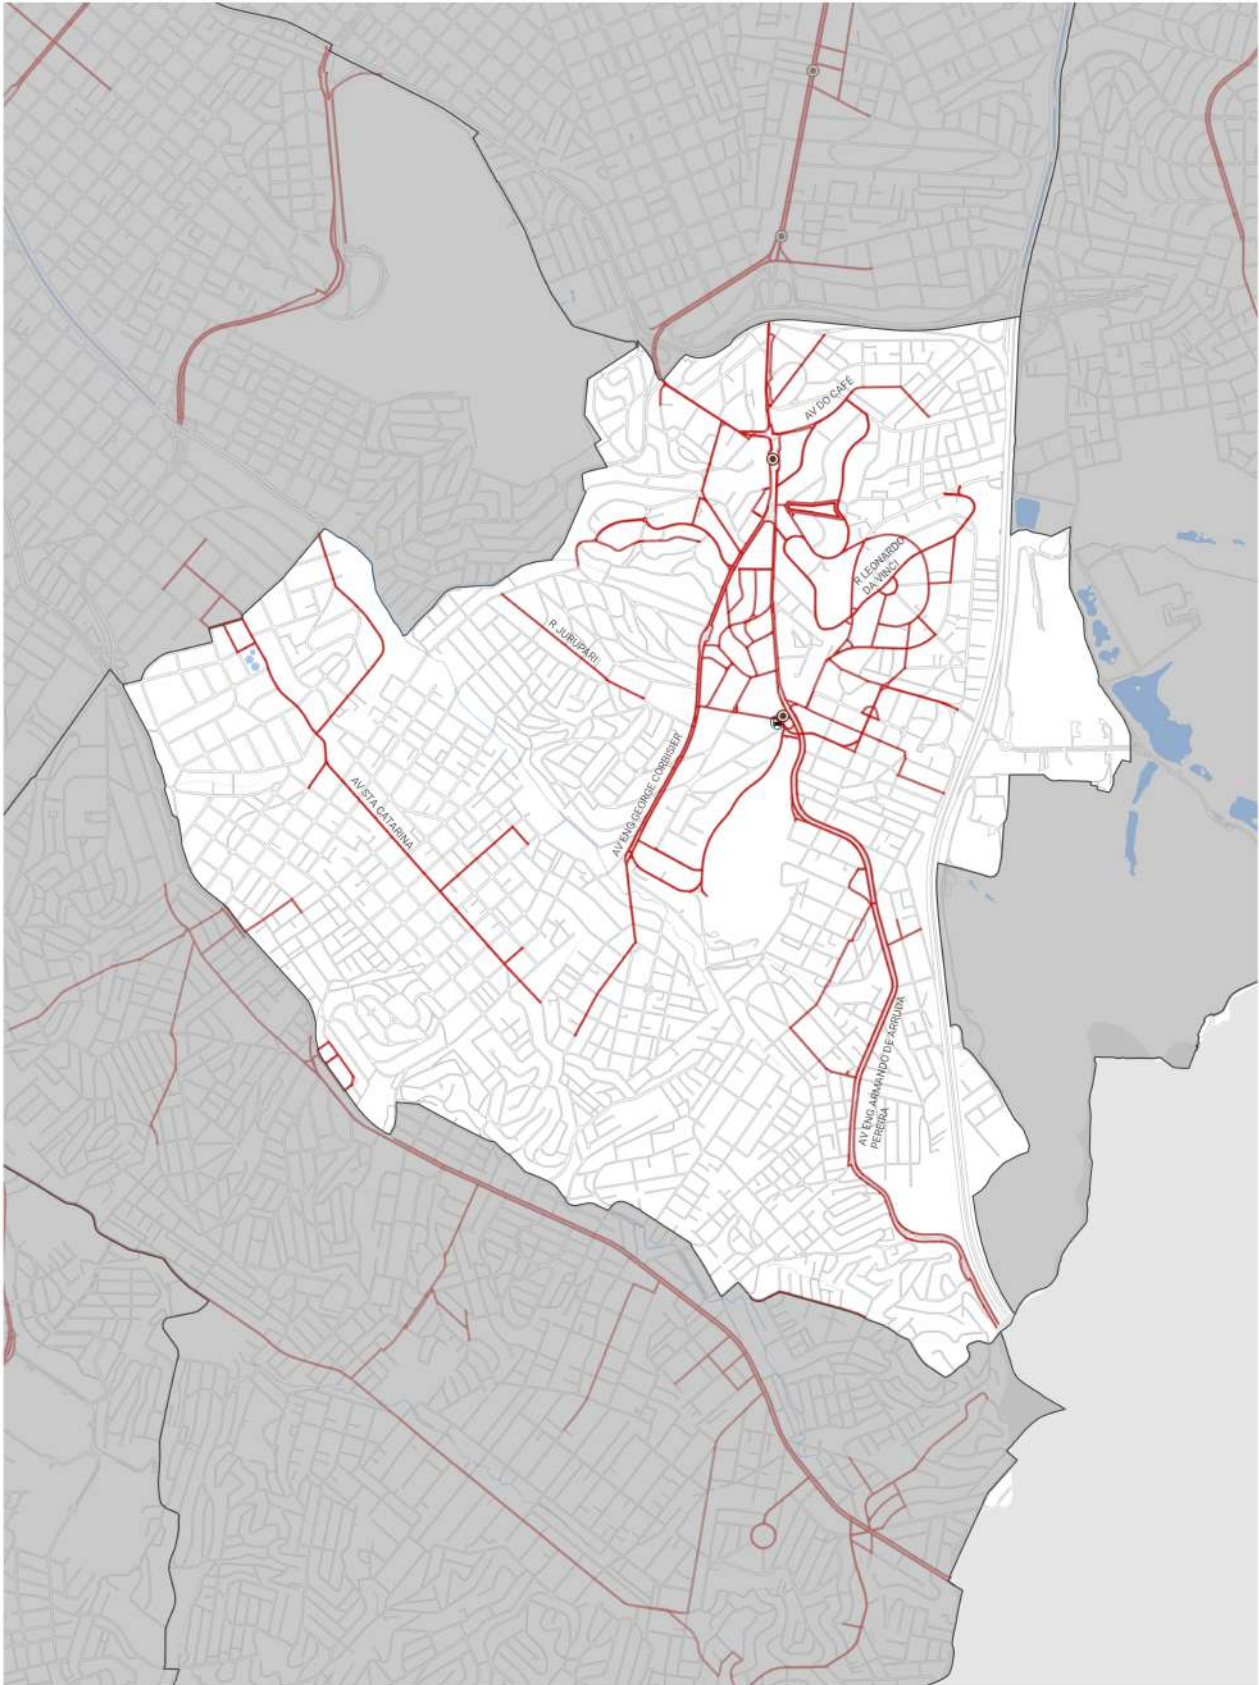 AV DO CAFÉ
R LEONARDO
DA VINCI
R JURUPARI
AV ENG GEORGE CORBISIER
AV STA CATARINA
AV ENG ARMANDO DE ARRUDA
PEREIRA